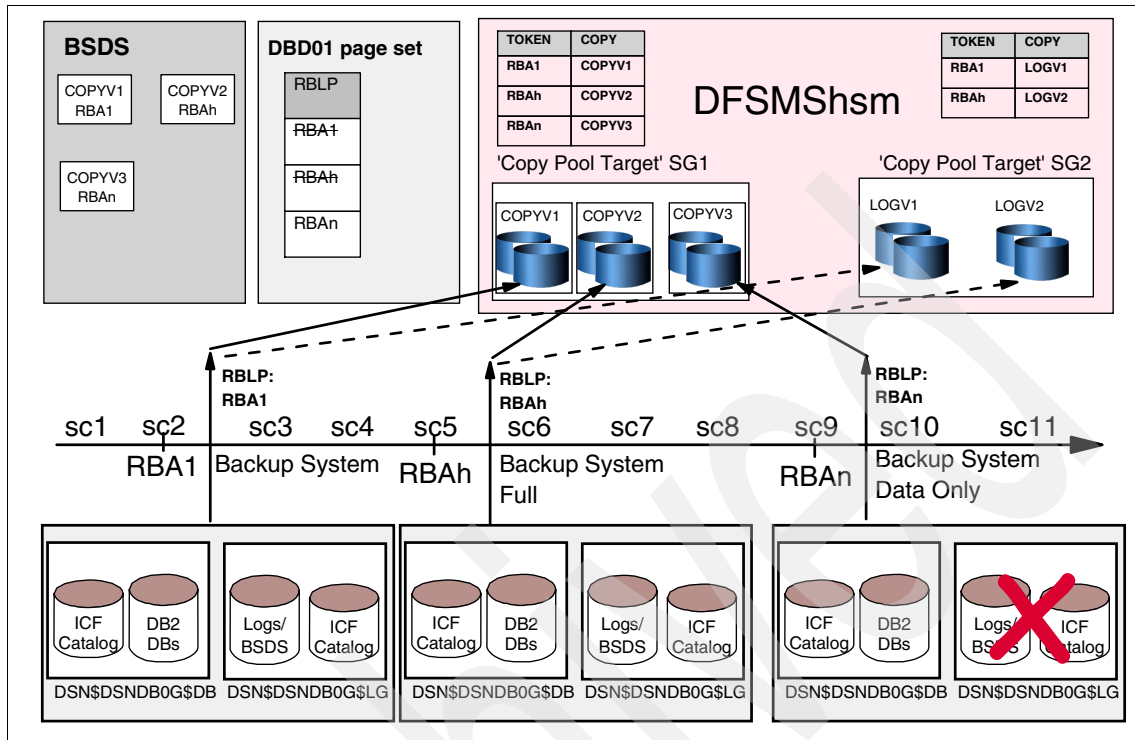 BSDS
COPYV1
RBA1
COPYV2
RBAh
COPYV3
RBAn
DBD01 page set
RBLP
RBA1
RBAh
RBAn
TOKEN COPY
RBA1 COPYV1
RBAh COPYV2
RBAn COPYV3
DFSMShsm
TOKEN COPY
RBA1 LOGV1
RBAh LOGV2
'Copy Pool Target' SG1
'Copy Pool Target' SG2
COPYV1 COPYV2 COPYV3
LOGV1 LOGV2
RBLP:
RBA1
RBLP:
RBAh
RBLP:
RBAn
sc1 sc2 sc3 sc4 sc5 sc6 sc7 sc8 sc9 sc10 sc11
RBA1
Backup System
RBAh
Backup System
Full
RBAn
Backup System
Data Only
ICF
Catalog
DB2
DBs
Logs/
BSDS
ICF
Catalog
ICF
Catalog
DB2
DBs
Logs/
BSDS
ICF
Catalog
ICF
Catalog
DB2
DBs
Logs/
BSDS
ICF
Catalog
DSN$DSNDB0G$DB DSN$DSNDB0G$LG DSN$DSNDB0G$DB DSN$DSNDB0G$LG DSN$DSNDB0G$DB DSN$DSNDB0G$LG